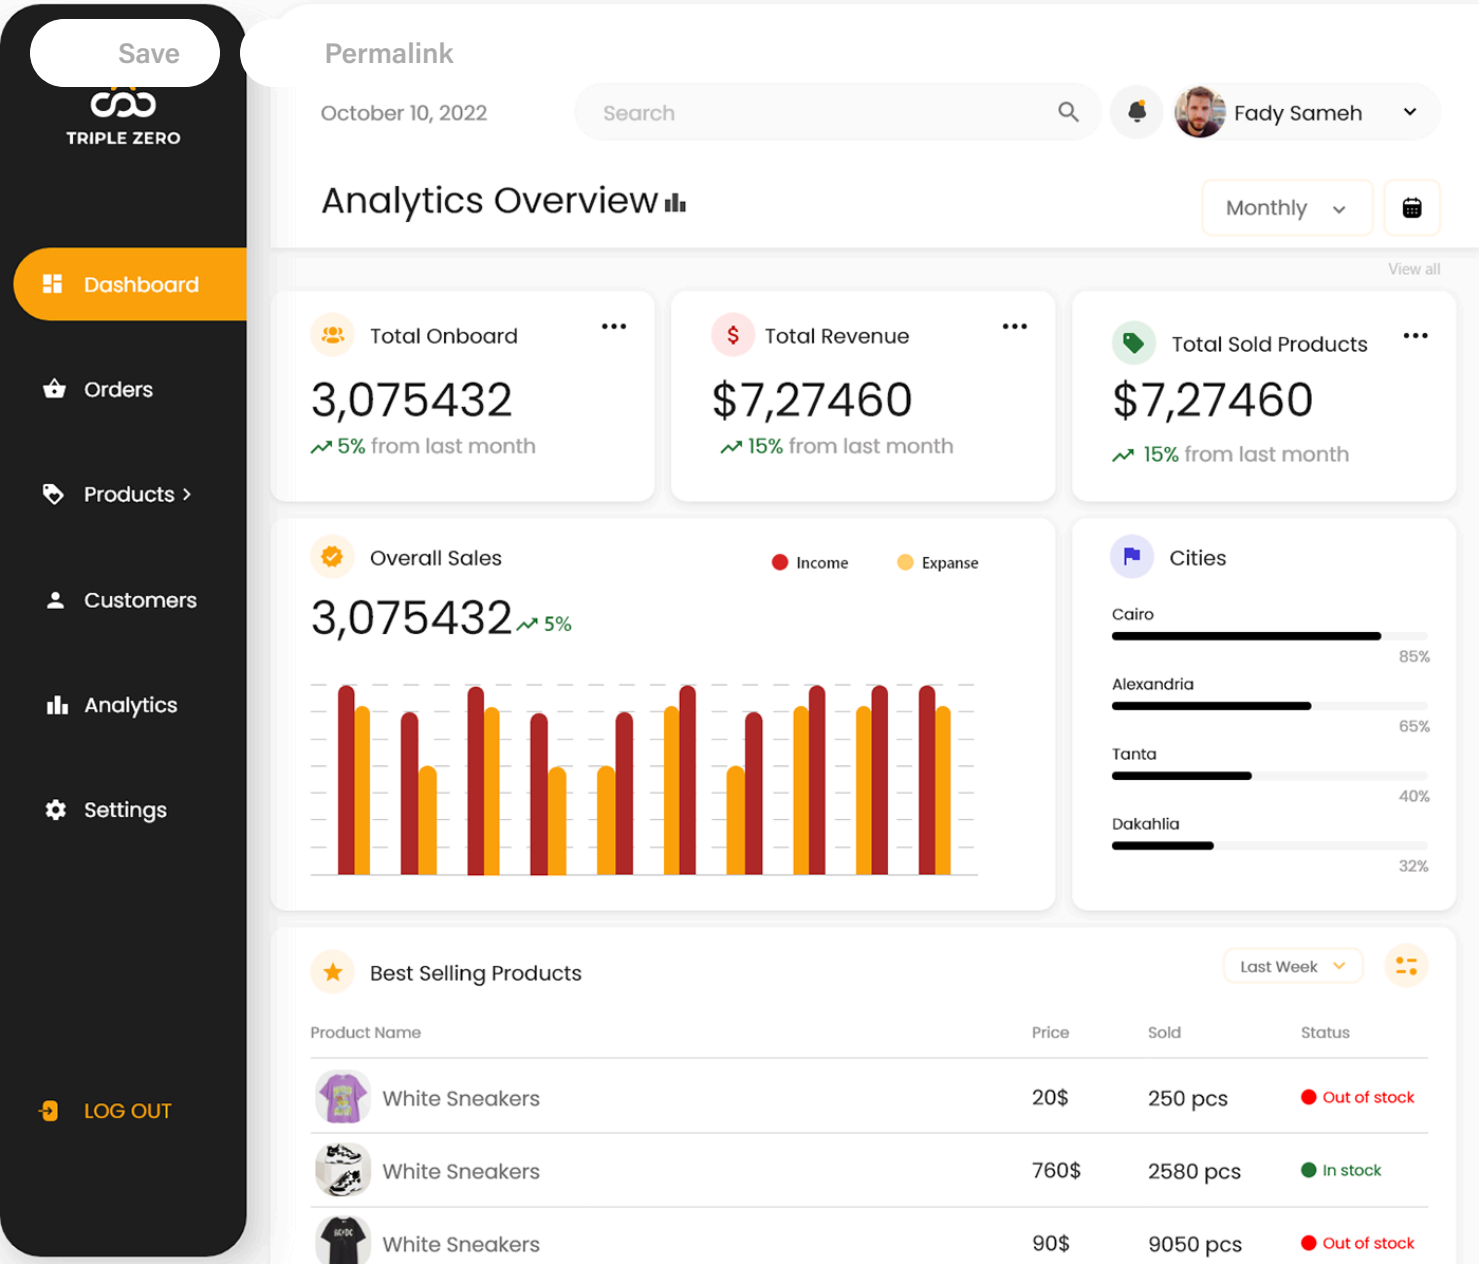 Save
Permalink
TRIPLE ZERO
October 10, 2022
Search
Fady Sameh
Analytics Overview
Monthly
View all
Dashboard
Orders
Products
Customers
Analytics
Settings
LOG OUT
Total Onboard
3,075432
5% from last month
Total Revenue
$7,27460
15% from last month
Total Sold Products
$7,27460
15% from last month
Overall Sales
Income
Expanse
3,075432 5%
Cities
Cairo
85%
Alexandria
65%
Tanta
40%
Dakahlia
32%
Best Selling Products
Last Week
Product Name Price Sold Status
White Sneakers 20$ 250 pcs Out of stock
White Sneakers 760$ 2580 pcs In stock
AC/DC
White Sneakers 90$ 9050 pcs Out of stock